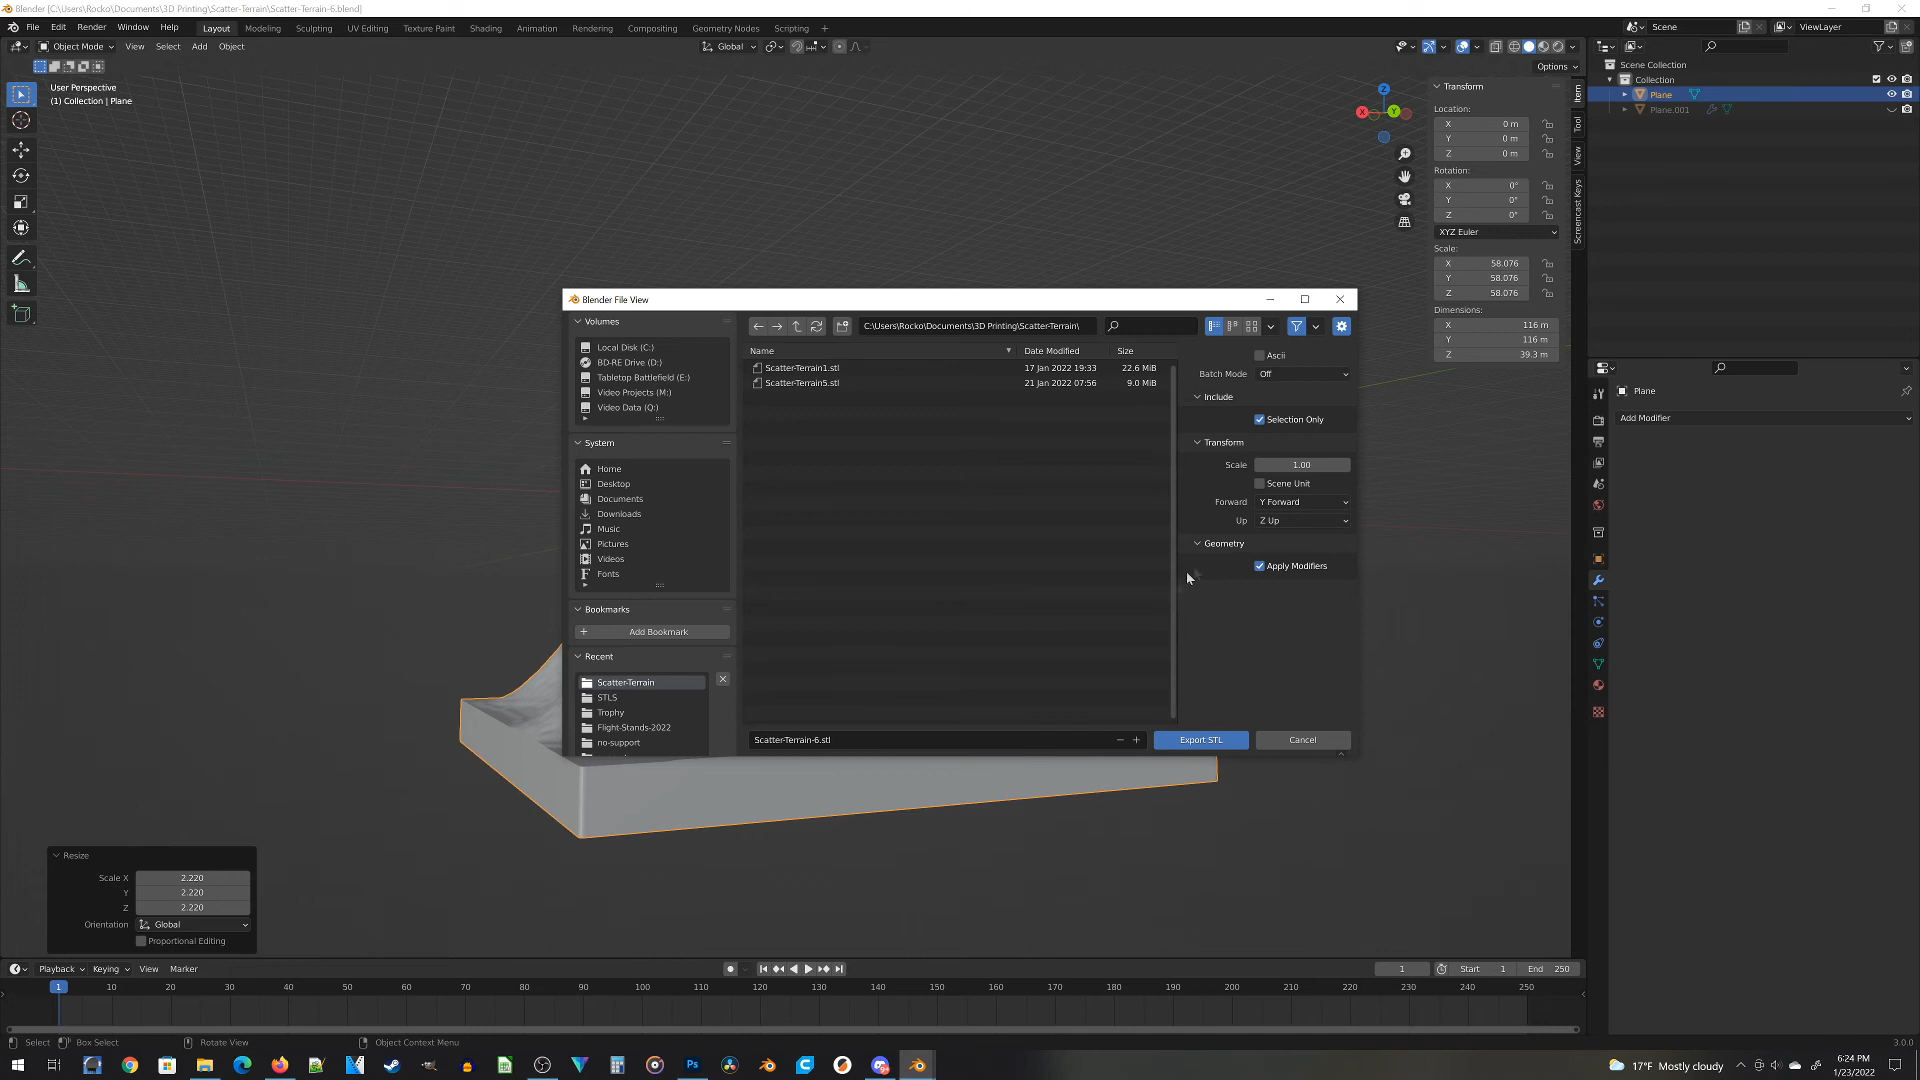 Blender [C:\Users\Rocko\Documents\3D Printing\Scatter-Terrain\Scatter-Terrain-6.blend]
File Edit Render Window Help Layout Modeling Sculpting UV Editing Texture Paint Shading Animation Rendering Compositing Geometry Nodes Scripting + Scene ViewLayer
Object Mode View Select Add Object Global
Options
User Perspective
(1) Collection | Plane
Z
X
Y
Transform
Location:
X 0 m
Y 0 m
Z 0 m
Rotation:
X 0°
Y 0°
Z 0°
XYZ Euler
Scale:
X 58.076
Y 58.076
Z 58.076
Dimensions:
X 116 m
Y 116 m
Z 39.3 m
Item
Tool
View
Screencast Keys
Scene Collection
Collection
Plane
Plane.001
Plane
Add Modifier
Blender File View
Volumes
Local Disk (C:)
BD-RE Drive (D:)
Tabletop Battlefield (E:)
Video Projects (M:)
Video Data (Q:)
System
Home
Desktop
Documents
Downloads
Music
Pictures
Videos
Fonts
Bookmarks
Add Bookmark
Recent
Scatter-Terrain
STLS
Trophy
Flight-Stands-2022
no-support
C:\Users\Rocko\Documents\3D Printing\Scatter-Terrain\
Name Date Modified Size
Scatter-Terrain1.stl 17 Jan 2022 19:33 22.6 MiB
Scatter-Terrain5.stl 21 Jan 2022 07:56 9.0 MiB
Ascii
Batch Mode Off
Include
Selection Only
Transform
Scale 1.00
Scene Unit
Forward Y Forward
Up Z Up
Geometry
Apply Modifiers
Scatter-Terrain-6.stl Export STL Cancel
Resize
Scale X 2.220
Y 2.220
Z 2.220
Orientation Global
Proportional Editing
Playback Keying View Marker 1 Start 1 End 250
1 10 20 30 40 50 60 70 80 90 100 110 120 130 140 150 160 170 180 190 200 210 220 230 240 250
Select Box Select Rotate View Object Context Menu 3.0.0
Ps
17°F Mostly cloudy
6:24 PM
1/23/2022